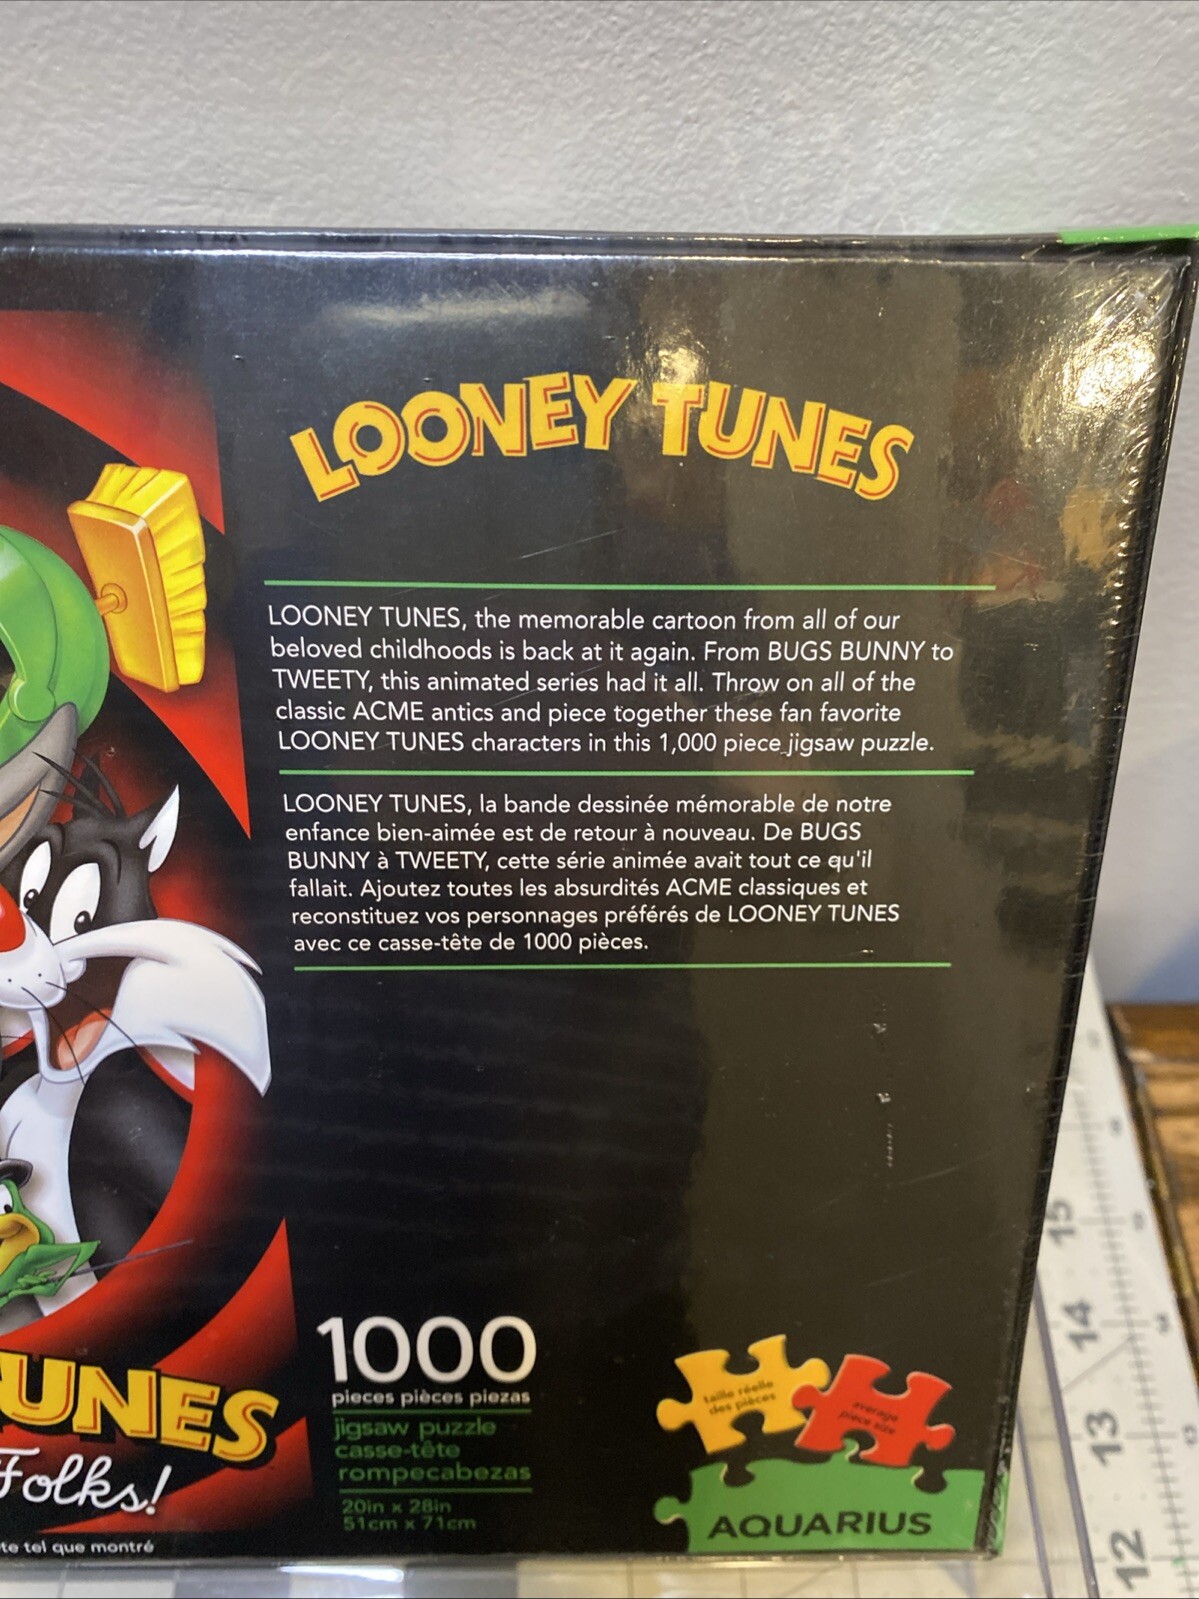 LOONEY TUNES
LOONEY TUNES, the memorable cartoon from all of our
beloved childhoods is back at it again. From BUGS BUNNY to
TWEETY, this animated series had it all. Throw on all of the
classic ACME antics and piece together these fan favorite
LOONEY TUNES characters in this 1,000 piece jigsaw puzzle.
LOONEY TUNES, la bande dessinée mémorable de notre
enfance bien-aimée est de retour à nouveau. De BUGS
BUNNY à TWEETY, cette série animée avait tout ce qu'il
fallait. Ajoutez toutes les absurdités ACME classiques et
reconstituez vos personnages préférés de LOONEY TUNES
avec ce casse-tête de 1000 pièces.
UNES
Folks!
te tel que montré
1000
pieces pièces piezas
jigsaw puzzle
casse-tête
rompecabezas
20in x 28in
51cm x 71cm
taille réelle
des pièces
average
piece size
AQUARIUS
15
14
13
12